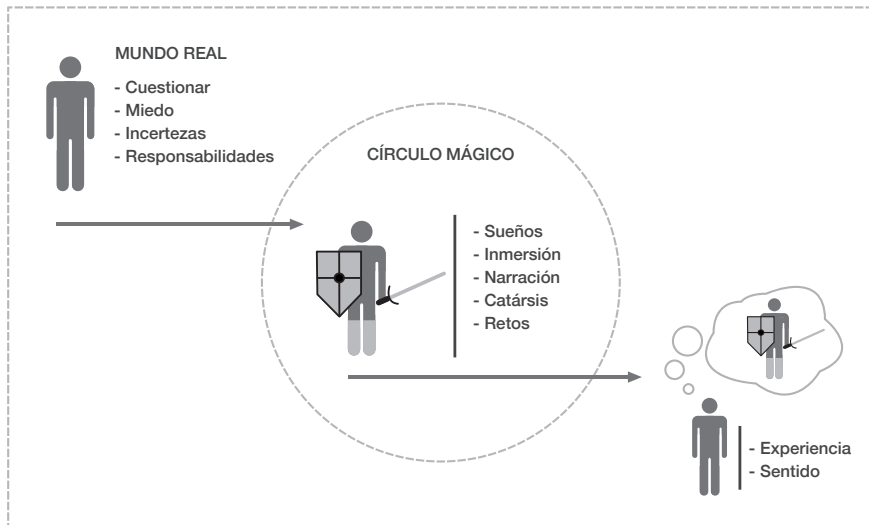 MUNDO REAL
- Cuestionar
- Miedo
- Incertezas
- Responsabilidades
CÍRCULO MÁGICO
- Sueños
- Inmersión
- Narración
- Catársis
- Retos
- Experiencia
- Sentido